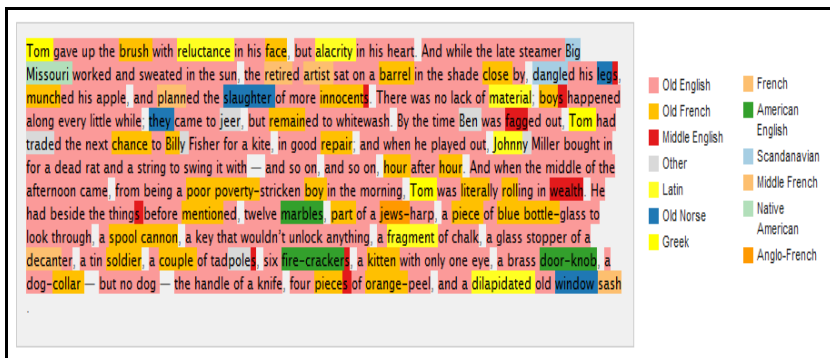 Tom gave up the brush with reluctance in his face, but alacrity in his heart. And while the late steamer Big
Missouri worked and sweated in the sun, the retired artist sat on a barrel in the shade close by, dangled his legs,
munched his apple, and planned the slaughter of more innocents. There was no lack of material; boys happened
along every little while; they came to jeer, but remained to whitewash. By the time Ben was fagged out, Tom had
traded the next chance to Billy Fisher for a kite, in good repair; and when he played out, Johnny Miller bought in
for a dead rat and a string to swing it with — and so on, and so on, hour after hour. And when the middle of the
afternoon came, from being a poor poverty-stricken boy in the morning, Tom was literally rolling in wealth. He
had beside the things before mentioned, twelve marbles, part of a jews-harp, a piece of blue bottle-glass to
look through, a spool cannon, a key that wouldn't unlock anything, a fragment of chalk, a glass stopper of a
decanter, a tin soldier, a couple of tadpoles, six fire-crackers, a kitten with only one eye, a brass door-knob, a
dog-collar — but no dog — the handle of a knife, four pieces of orange-peel, and a dilapidated old window sash
.
Old English
Old French
Middle English
Other
Latin
Old Norse
Greek
French
American
English
Scandanavian
Middle French
Native
American
Anglo-French